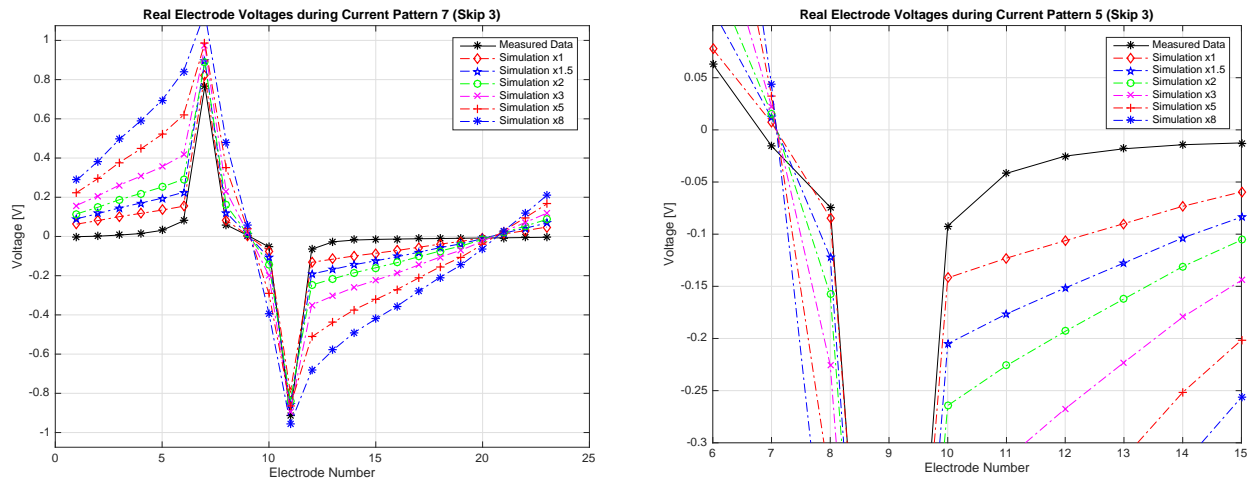 Real Electrode Voltages during Current Pattern 7 (Skip 3)
1
0.8
0.6
0.4
0.2
0
-0.2
-0.4
-0.6
-0.8
-1
Voltage [V]
0 5 10 15 20 25
Electrode Number
Measured Data
Simulation x1
Simulation x1.5
Simulation x2
Simulation x3
Simulation x5
Simulation x8
Real Electrode Voltages during Current Pattern 5 (Skip 3)
0.05
0
-0.05
-0.1
-0.15
-0.2
-0.25
-0.3
Voltage [V]
6 7 8 9 10 11 12 13 14 15
Electrode Number
Measured Data
Simulation x1
Simulation x1.5
Simulation x2
Simulation x3
Simulation x5
Simulation x8